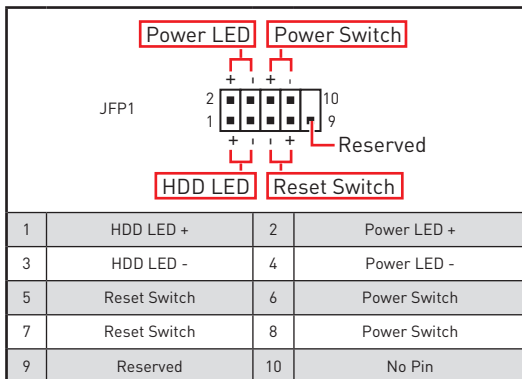 Power LED Power Switch
+ - + -
JFP1
2 10
1 9
+ - - +
Reserved
HDD LED Reset Switch
1 HDD LED + 2 Power LED +
3 HDD LED - 4 Power LED -
5 Reset Switch 6 Power Switch
7 Reset Switch 8 Power Switch
9 Reserved 10 No Pin